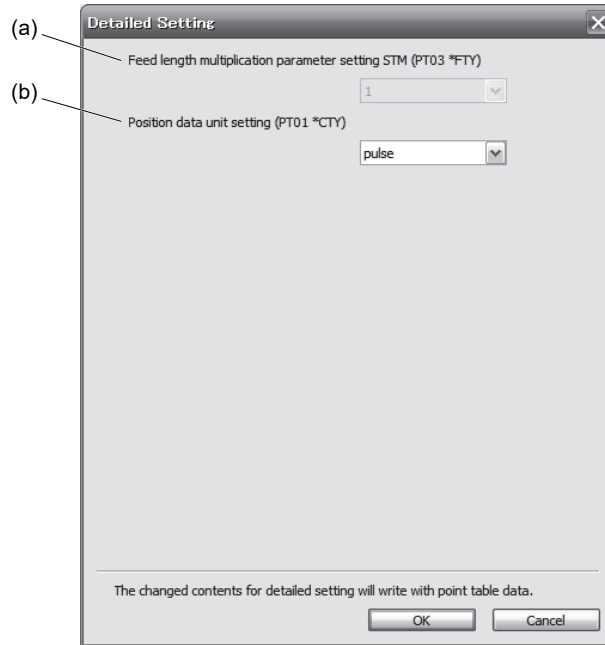 Detailed Setting
(a)
Feed length multiplication parameter setting STM (PT03 *FTY)
1
(b)
Position data unit setting (PT01 *CTY)
pulse
The changed contents for detailed setting will write with point table data.
OK Cancel